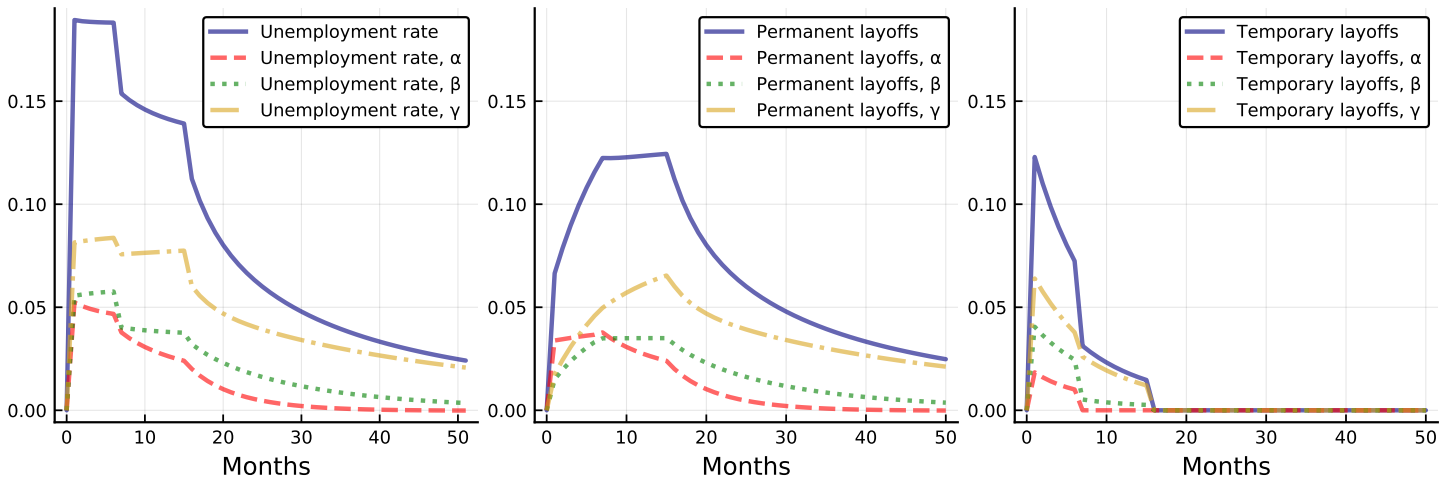 Unemployment rate
Unemployment rate, α
Unemployment rate, β
Unemployment rate, γ
0.15
0.10
0.05
0.00
0 10 20 30 40 50
Months
Permanent layoffs
Permanent layoffs, α
Permanent layoffs, β
Permanent layoffs, γ
0.15
0.10
0.05
0.00
0 10 20 30 40 50
Months
Temporary layoffs
Temporary layoffs, α
Temporary layoffs, β
Temporary layoffs, γ
0.15
0.10
0.05
0.00
0 10 20 30 40 50
Months